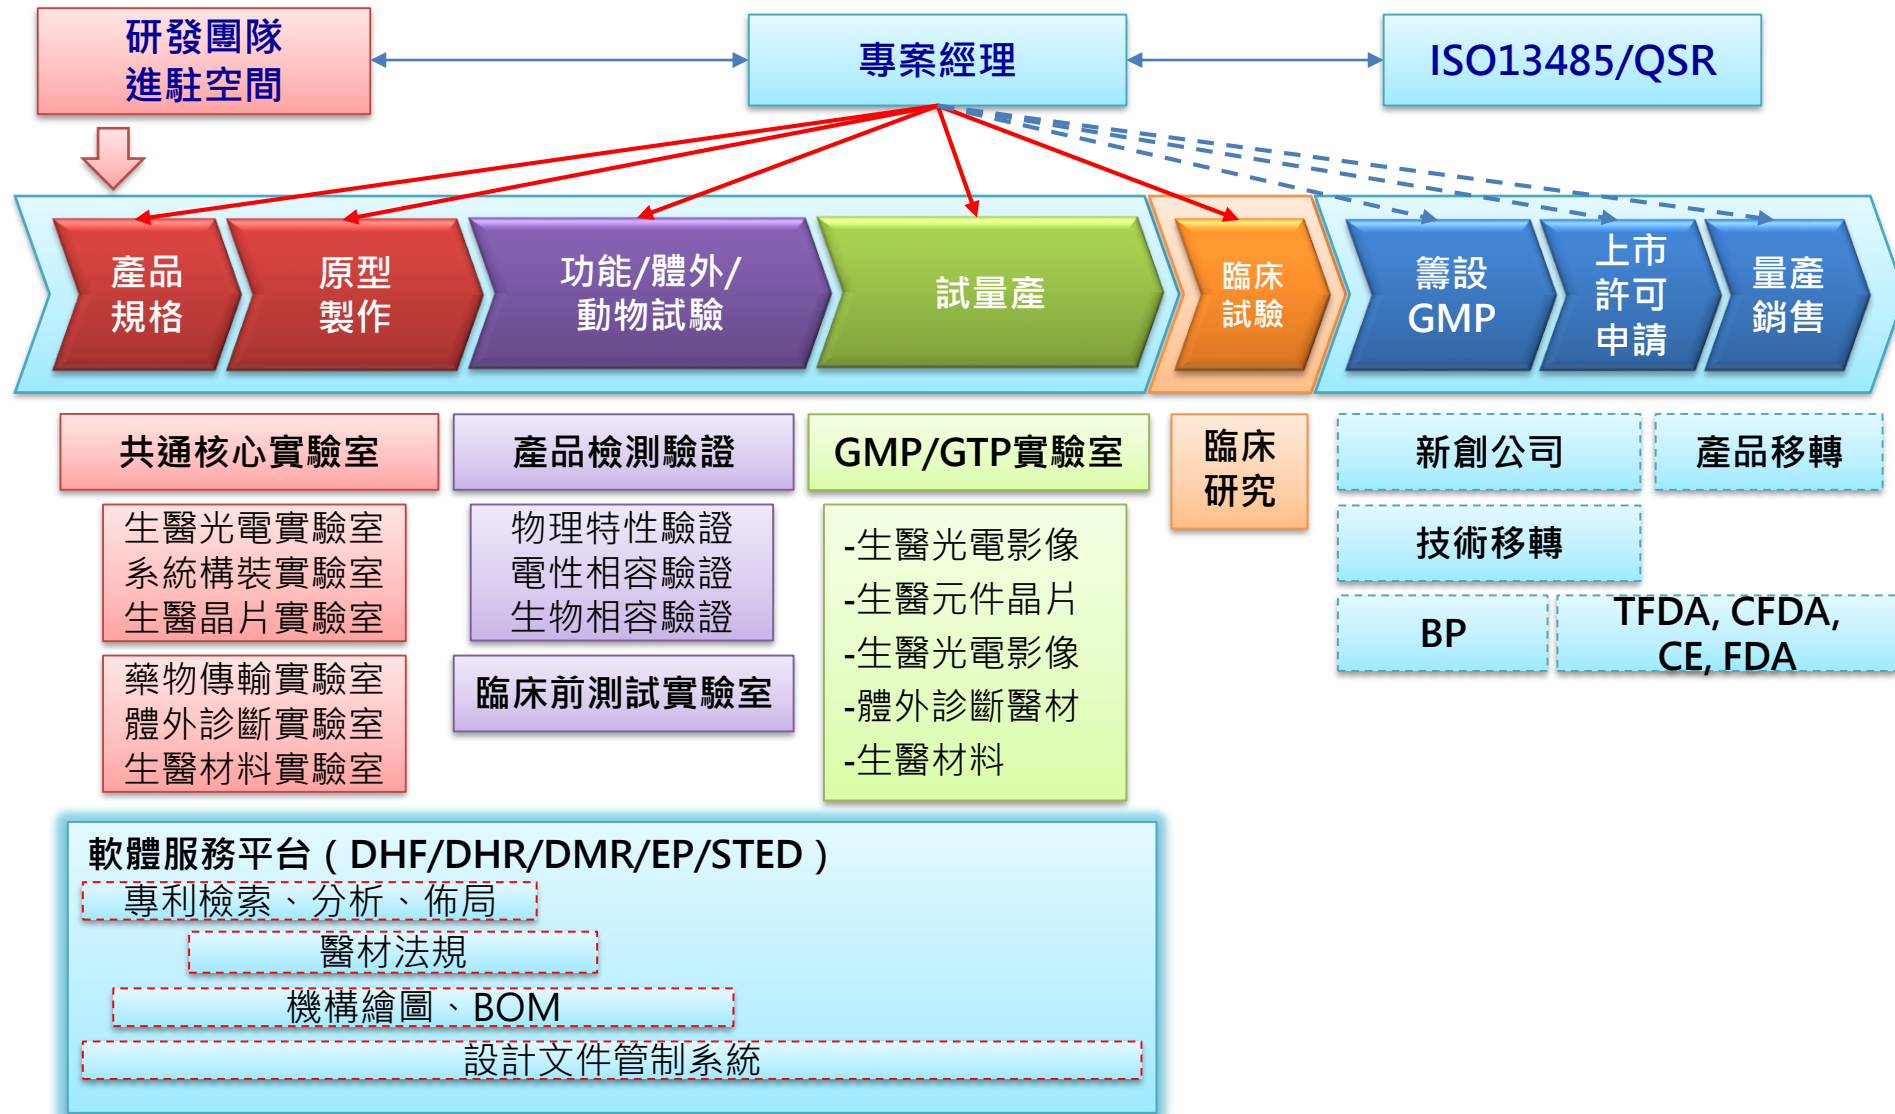 研發團隊
進駐空間
專案經理
ISO13485/QSR
產品
規格
原型
製作
功能/體外/
動物試驗
試量產
臨床
試驗
籌設
GMP
上市
許可
申請
量產
銷售
共通核心實驗室
生醫光電實驗室
系統構裝實驗室
生醫晶片實驗室
藥物傳輸實驗室
體外診斷實驗室
生醫材料實驗室
產品檢測驗證
物理特性驗證
電性相容驗證
生物相容驗證
臨床前測試實驗室
GMP/GTP實驗室
-生醫光電影像
-生醫元件晶片
-生醫光電影像
-體外診斷醫材
-生醫材料
臨床
研究
新創公司
產品移轉
技術移轉
BP
TFDA, CFDA,
CE, FDA
軟體服務平台（DHF/DHR/DMR/EP/STED）
專利檢索、分析、佈局
醫材法規
機構繪圖、BOM
設計文件管制系統